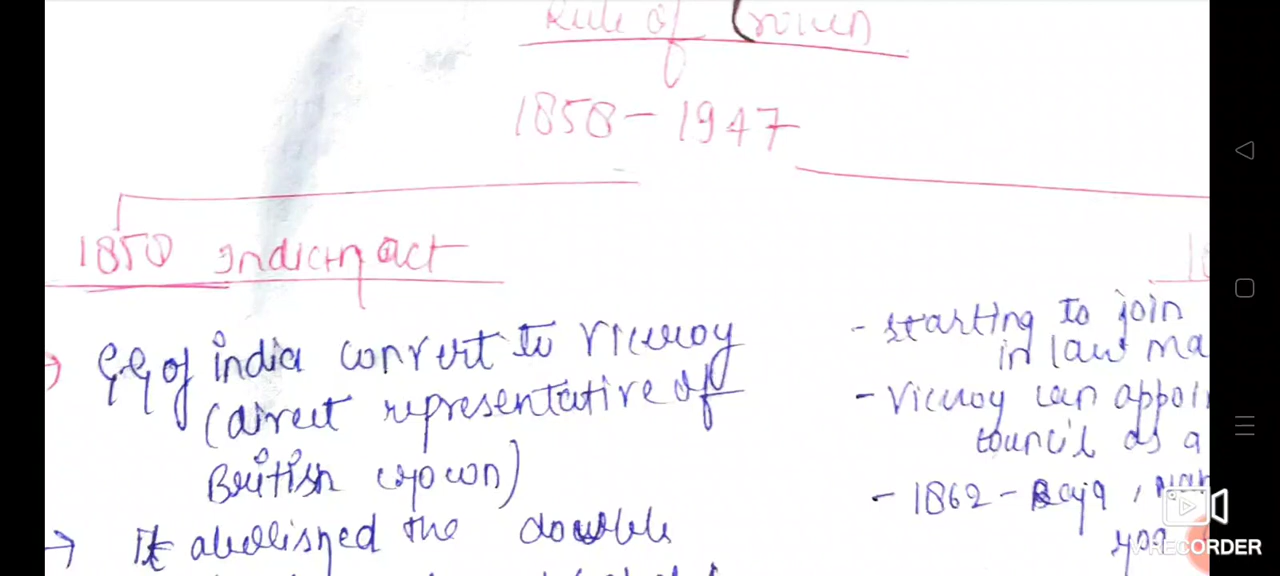 Rule of Crown
1858 - 1947
1858 Indian act
→ G.G of india convert to Viceroy
(direct representative of
British crown)
→ It abolished the double
- starting to join
in law ma
- Viceroy can appoi
council as a
- 1862 - Raja ,
V RECORDER